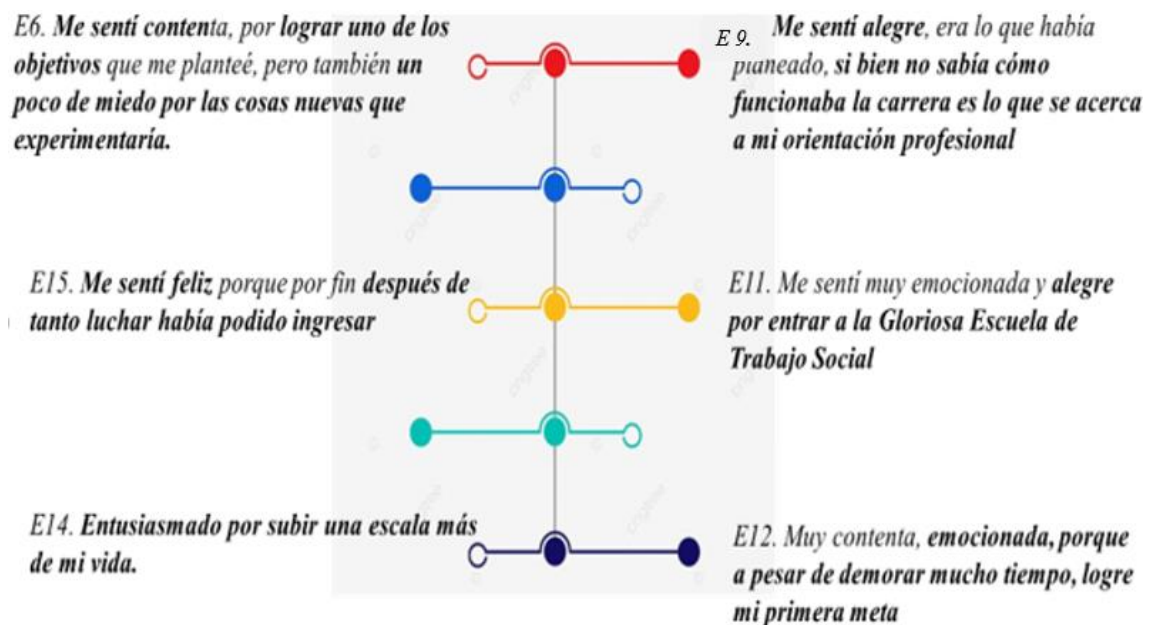 E6. Me sentí contenta, por lograr uno de los
objetivos que me planteé, pero también un
poco de miedo por las cosas nuevas que
experimentaría.
E 9. Me sentí alegre, era lo que había
planeado, si bien no sabía cómo
funcionaba la carrera es lo que se acerca
a mi orientación profesional
E15. Me sentí feliz porque por fin después de
tanto luchar había podido ingresar
E11. Me sentí muy emocionada y alegre
por entrar a la Gloriosa Escuela de
Trabajo Social
E14. Entusiasmado por subir una escala más
de mi vida.
E12. Muy contenta, emocionada, porque
a pesar de demorar mucho tiempo, logre
mi primera meta